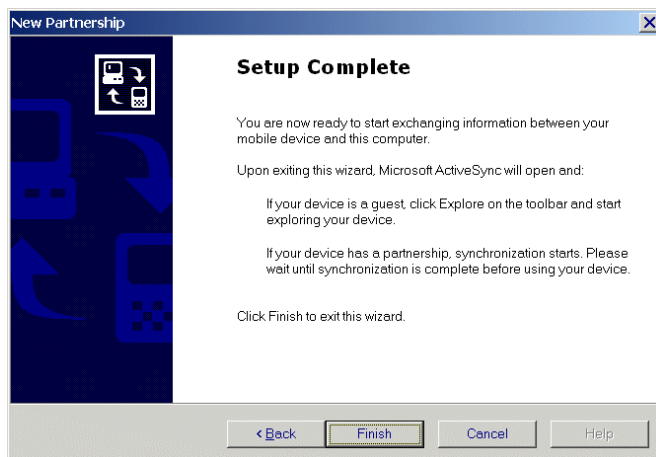 New Partnership
Setup Complete
You are now ready to start exchanging information between your
mobile device and this computer.
Upon exiting this wizard, Microsoft ActiveSync will open and:
If your device is a guest, click Explore on the toolbar and start
exploring your device.
If your device has a partnership, synchronization starts. Please
wait until synchronization is complete before using your device.
Click Finish to exit this wizard.
< Back
Finish
Cancel
Help